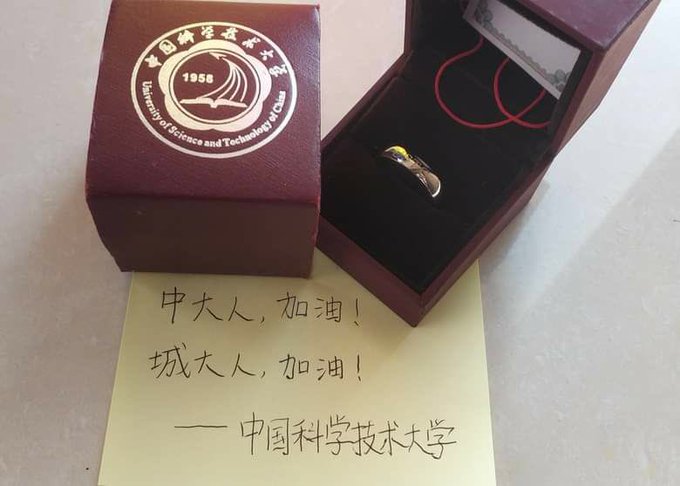 中国科学技术大学
1958
University of Science and Technology of China
中大人，加油！
城大人，加油！
——中国科学技术大学